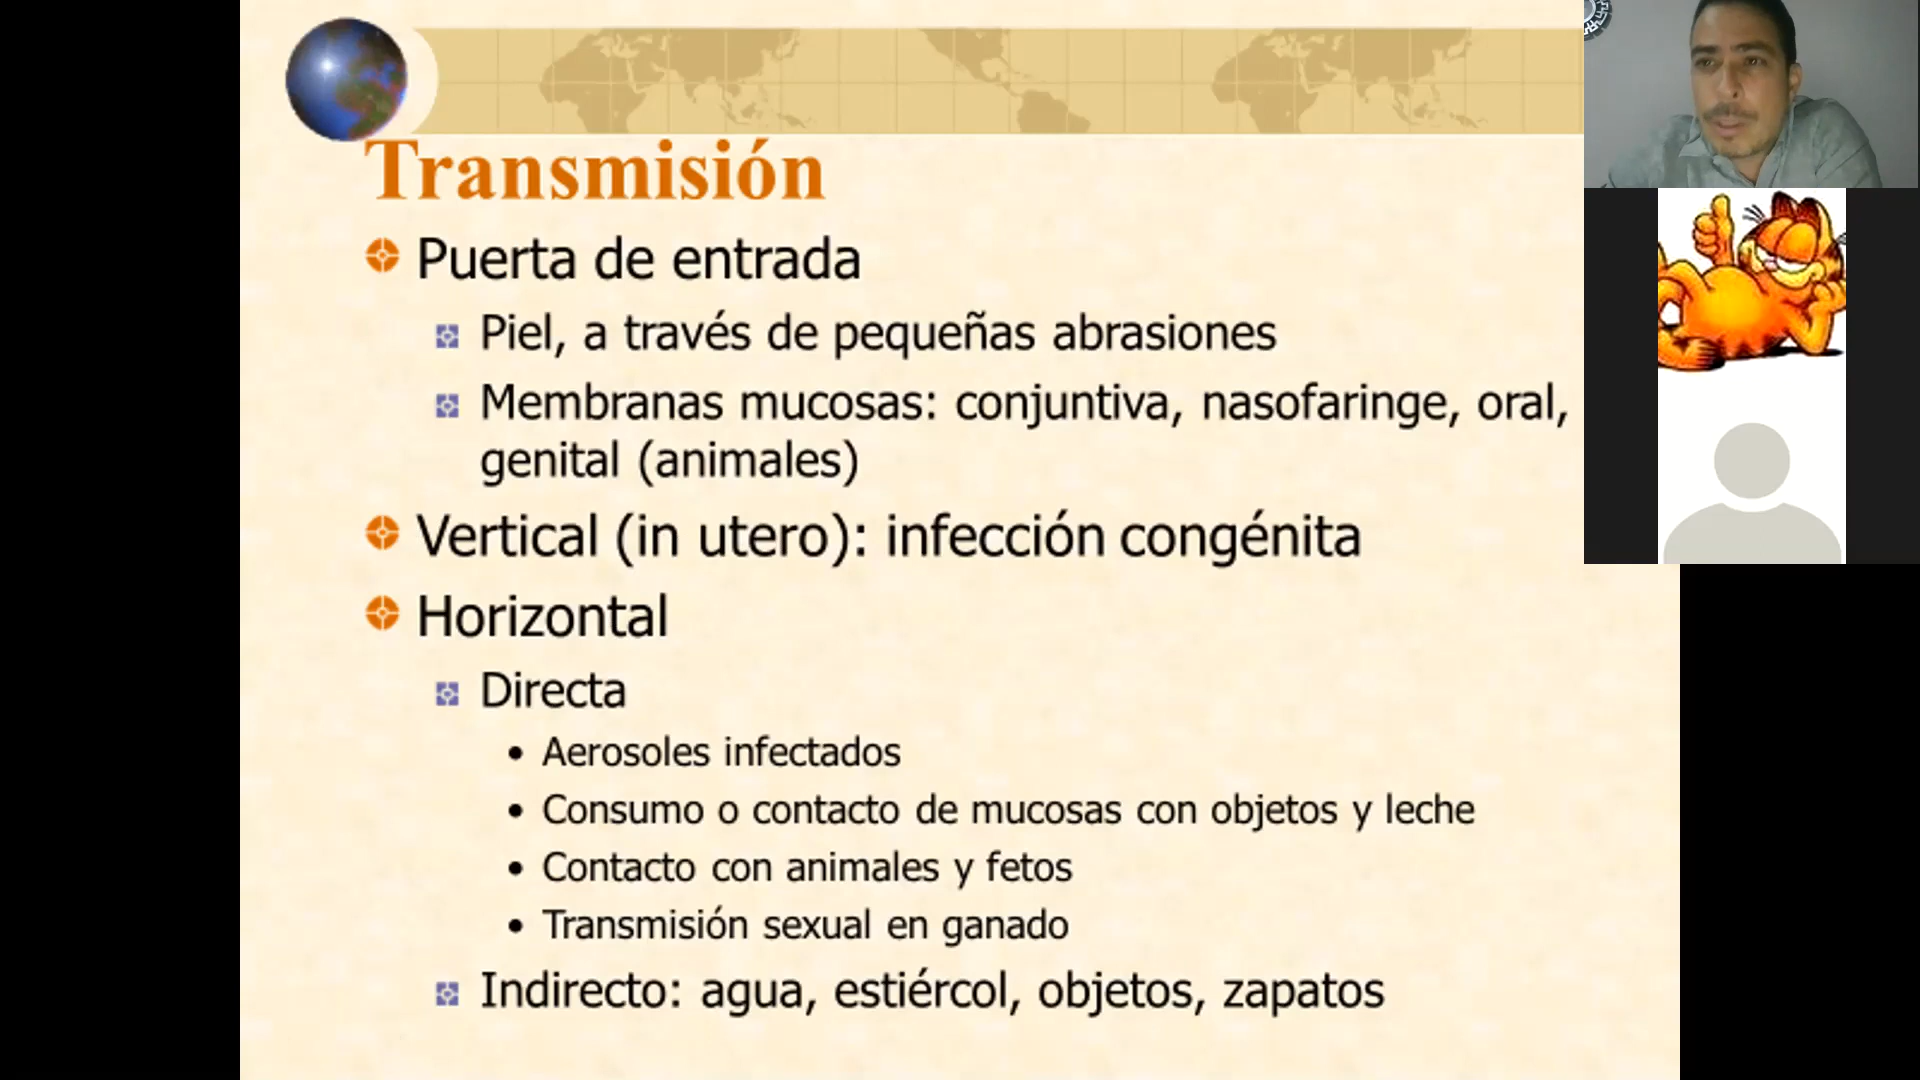 Transmisión
Puerta de entrada
Piel, a través de pequeñas abrasiones
Membranas mucosas: conjuntiva, nasofaringe, oral,
genital (animales)
Vertical (in utero): infección congénita
Horizontal
Directa
• Aerosoles infectados
• Consumo o contacto de mucosas con objetos y leche
• Contacto con animales y fetos
• Transmisión sexual en ganado
Indirecto: agua, estiércol, objetos, zapatos